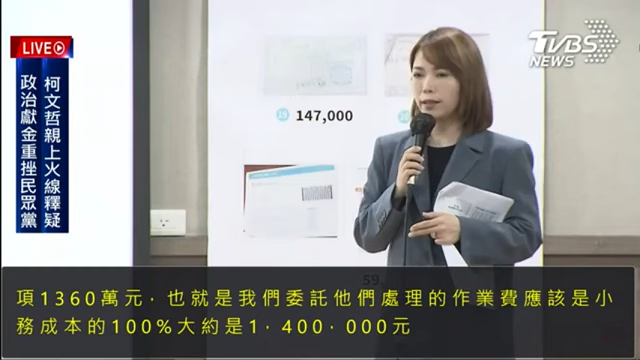 LIVE
TVBS
NEWS
柯文哲親上火線釋疑
政治獻金重挫民眾黨
19 147,000
20
59,
項1360萬元,也就是我們委託他們處理的作業費應該是小
務成本的100%大約是1,400,000元